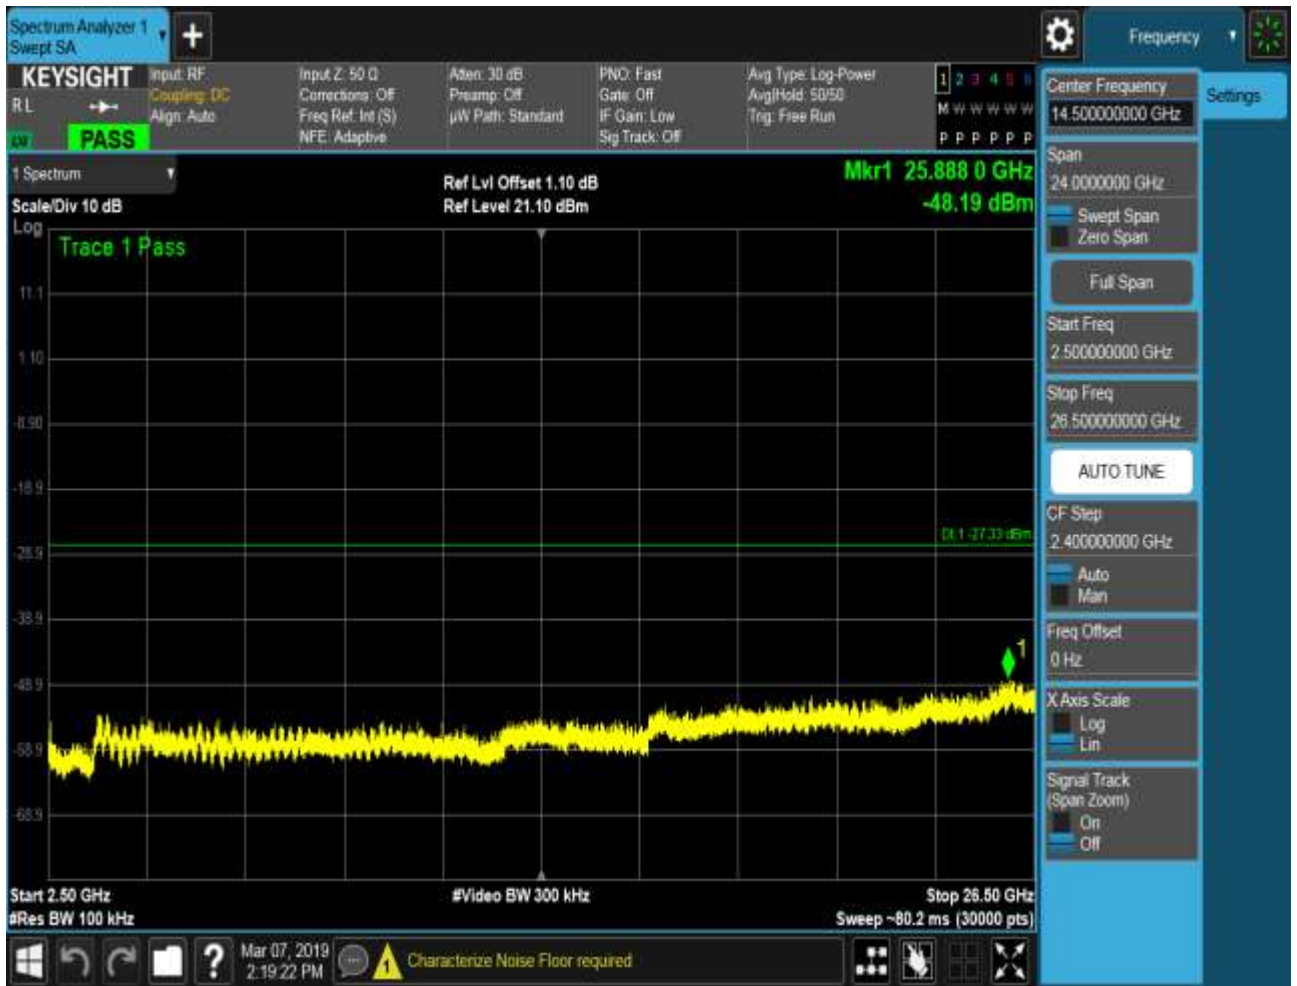 Spectrum Analyzer 1
Swept SA
+
Frequency
KEYSIGHT
R L
PASS
Input: RF
Coupling: DC
Align: Auto
Input Z: 50 Ω
Corrections: Off
Freq Ref: Int (S)
NFE: Adaptive
Atten: 30 dB
Preamp: Off
µW Path: Standard
PNO: Fast
Gate: Off
IF Gain: Low
Sig Track: Off
Avg Type: Log-Power
Avg|Hold: 50/50
Trig: Free Run
1 2 3 4 5 6
M W W W W W
P P P P P P
1 Spectrum
Scale/Div 10 dB
Ref Lvl Offset 1.10 dB
Ref Level 21.10 dBm
Mkr1 25.888 0 GHz
-48.19 dBm
Log
Trace 1 Pass
11.1
1.10
-8.90
-18.9
DL1 -27.33 dBm
-28.9
-38.9
1
-48.9
-58.9
-68.9
Start 2.50 GHz
#Video BW 300 kHz
Stop 26.50 GHz
#Res BW 100 kHz
Sweep ~80.2 ms (30000 pts)
?
Mar 07, 2019
2:19:22 PM
1
Characterize Noise Floor required
Center Frequency
14.500000000 GHz
Settings
Span
24.0000000 GHz
Swept Span
Zero Span
Full Span
Start Freq
2.500000000 GHz
Stop Freq
26.500000000 GHz
AUTO TUNE
CF Step
2.400000000 GHz
Auto
Man
Freq Offset
0 Hz
X Axis Scale
Log
Lin
Signal Track
(Span Zoom)
On
Off